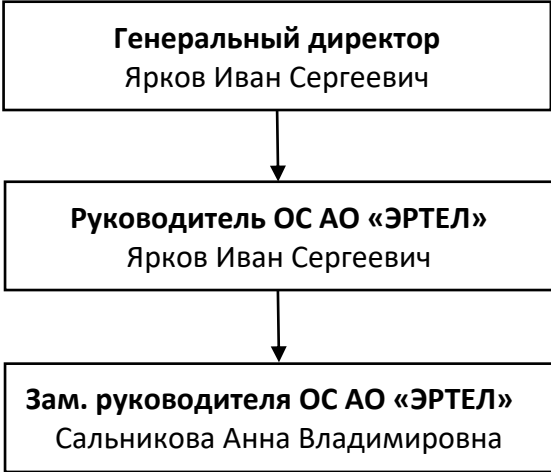 Генеральный директор
Ярков Иван Сергеевич
Руководитель ОС АО «ЭРТЕЛ»
Ярков Иван Сергеевич
Зам. руководителя ОС АО «ЭРТЕЛ»
Сальникова Анна Владимировна